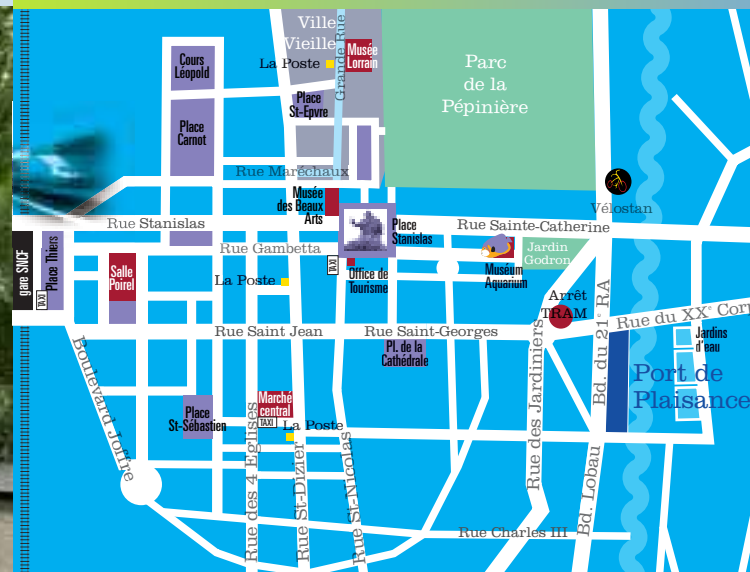 Ville
Vieille
Grande Rue
Musée
Lorrain
La Poste
Cours
Léopold
Place
St-Epvre
Parc
de la
Pépinière
Place
Carnot
Rue Maréchaux
Musée
des Beaux
Arts
Vélostan
Rue Stanislas
Place
Stanislas
Rue Sainte-Catherine
Rue Gambetta
Jardin
Godron
gare SNCF
Place Thiers
TAXI
Salle
Poirel
La Poste
TAXI
Office de
Tourisme
Muséum
Aquarium
Arrêt
TRAM
Bd. du 21e RA
Rue du XXe Corp
Rue Saint Jean
Rue Saint-Georges
Pl. de la
Cathédrale
Jardins
d'eau
Port de
Plaisance
Boulevard Joffre
Place
St-Sébastien
Marché
central
TAXI
La Poste
Rue des 4 Eglises
Rue St-Dizier
Rue St-Nicolas
Rue des Jardiniers
Bd. Lobau
Rue Charles III